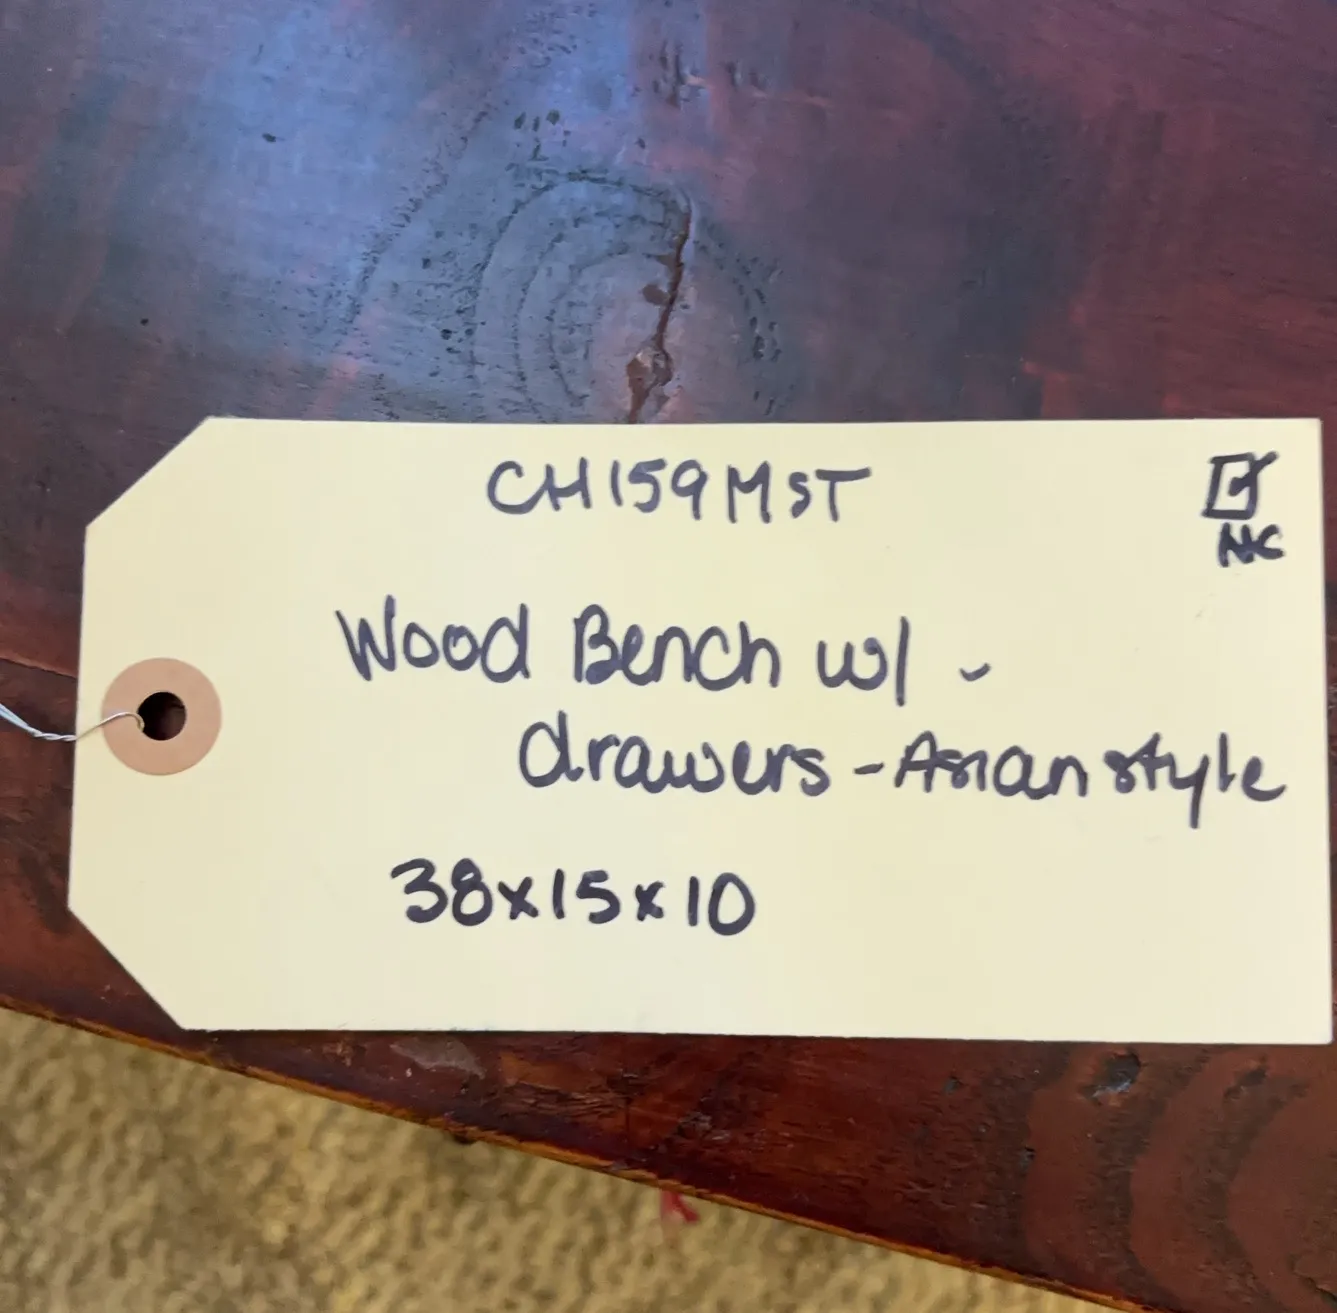 CH159MST
NC
Wood Bench w/ -
drawers - Asian style
38x15x10